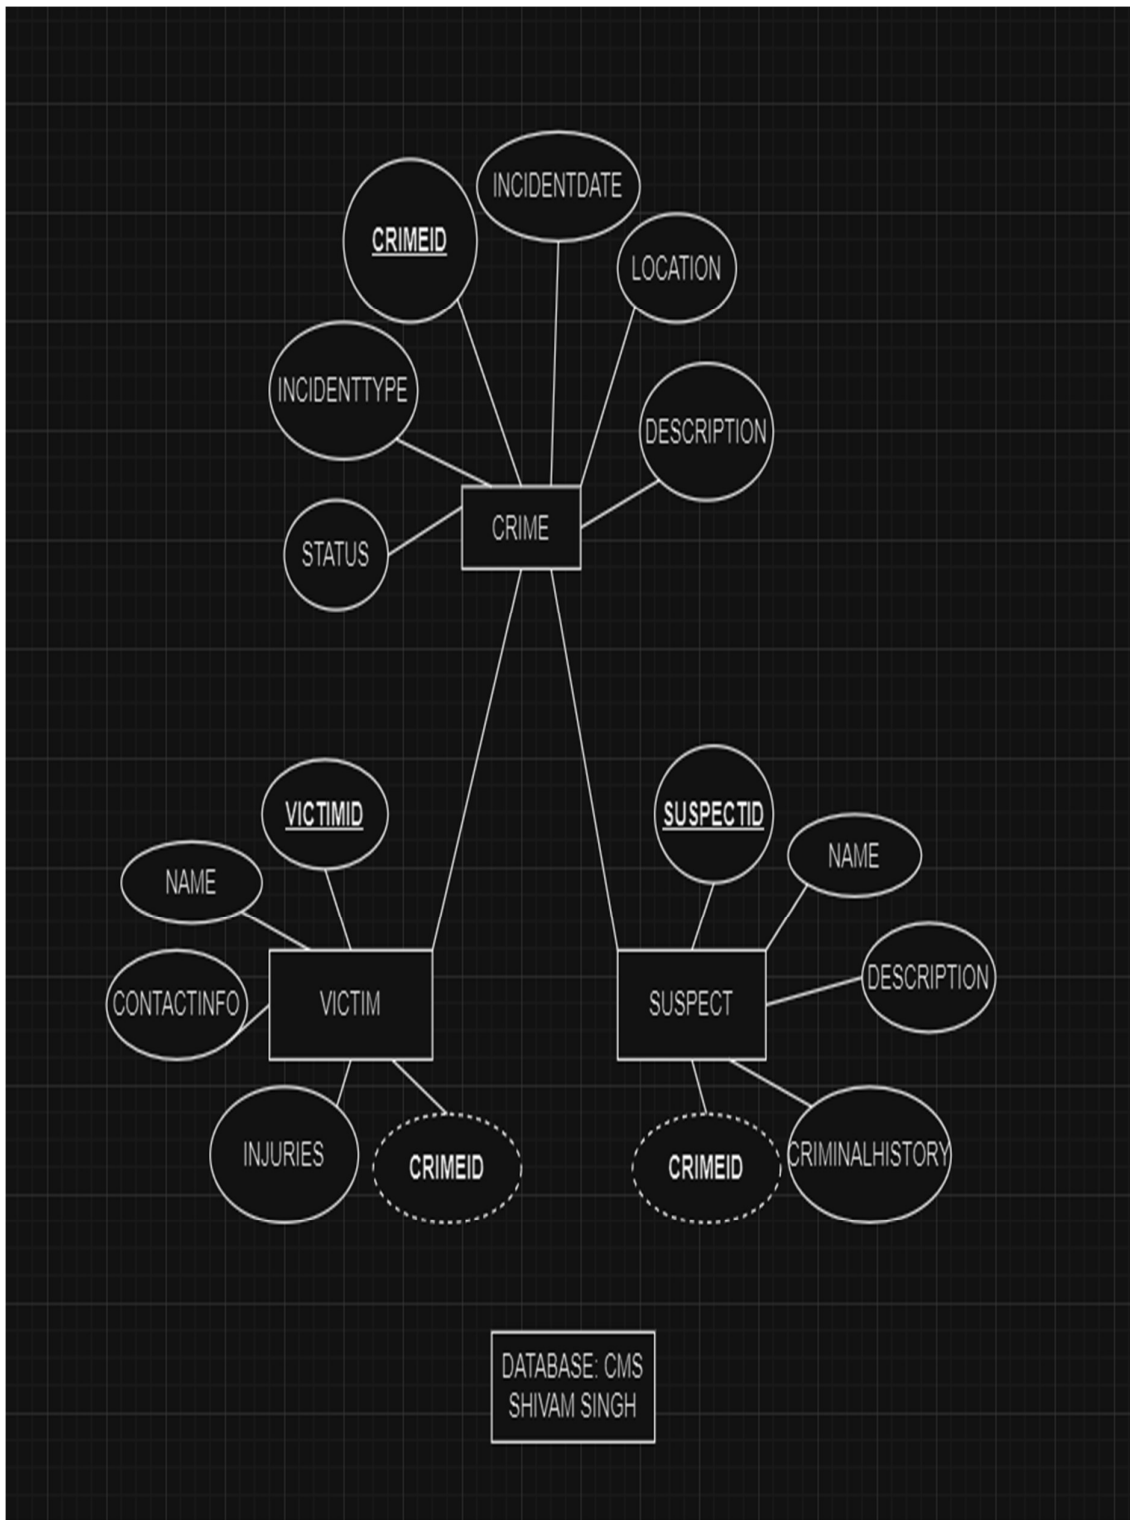 INCIDENTDATE
CRIMEID
LOCATION
INCIDENTTYPE
DESCRIPTION
CRIME
STATUS
VICTIMID
SUSPECTID
NAME
NAME
CONTACTINFO
VICTIM
SUSPECT
DESCRIPTION
INJURIES
CRIMEID
CRIMEID
CRIMINALHISTORY
DATABASE: CMS
SHIVAM SINGH